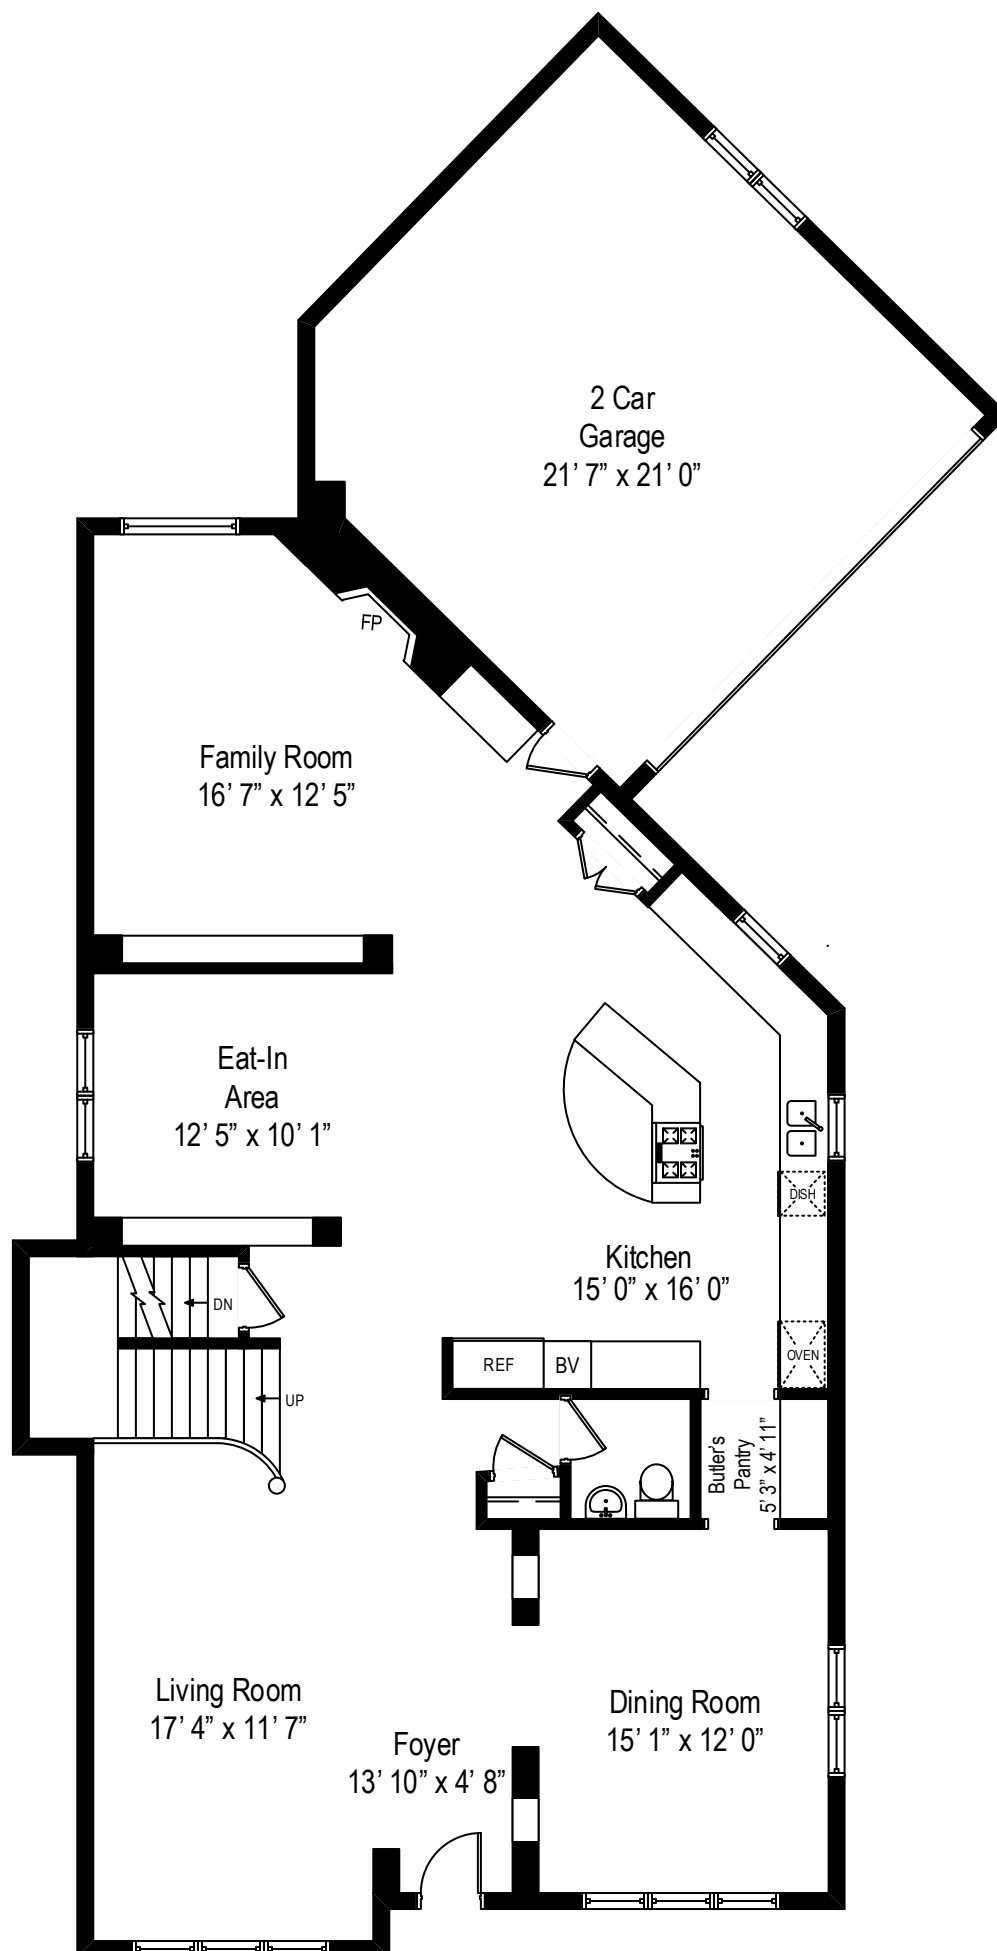 2 Car
Garage
21’ 7” x 21’ 0”
FP
Family Room
16’ 7” x 12’ 5”
Eat-In
Area
12’ 5” x 10’ 1”
DISH
Kitchen
15’ 0” x 16’ 0”
DN
OVEN
REF
BV
UP
Butler’s
Pantry
5’ 3” x 4’ 11”
Living Room
17’ 4” x 11’ 7”
Dining Room
15’ 1” x 12’ 0”
Foyer
13’ 10” x 4’ 8”